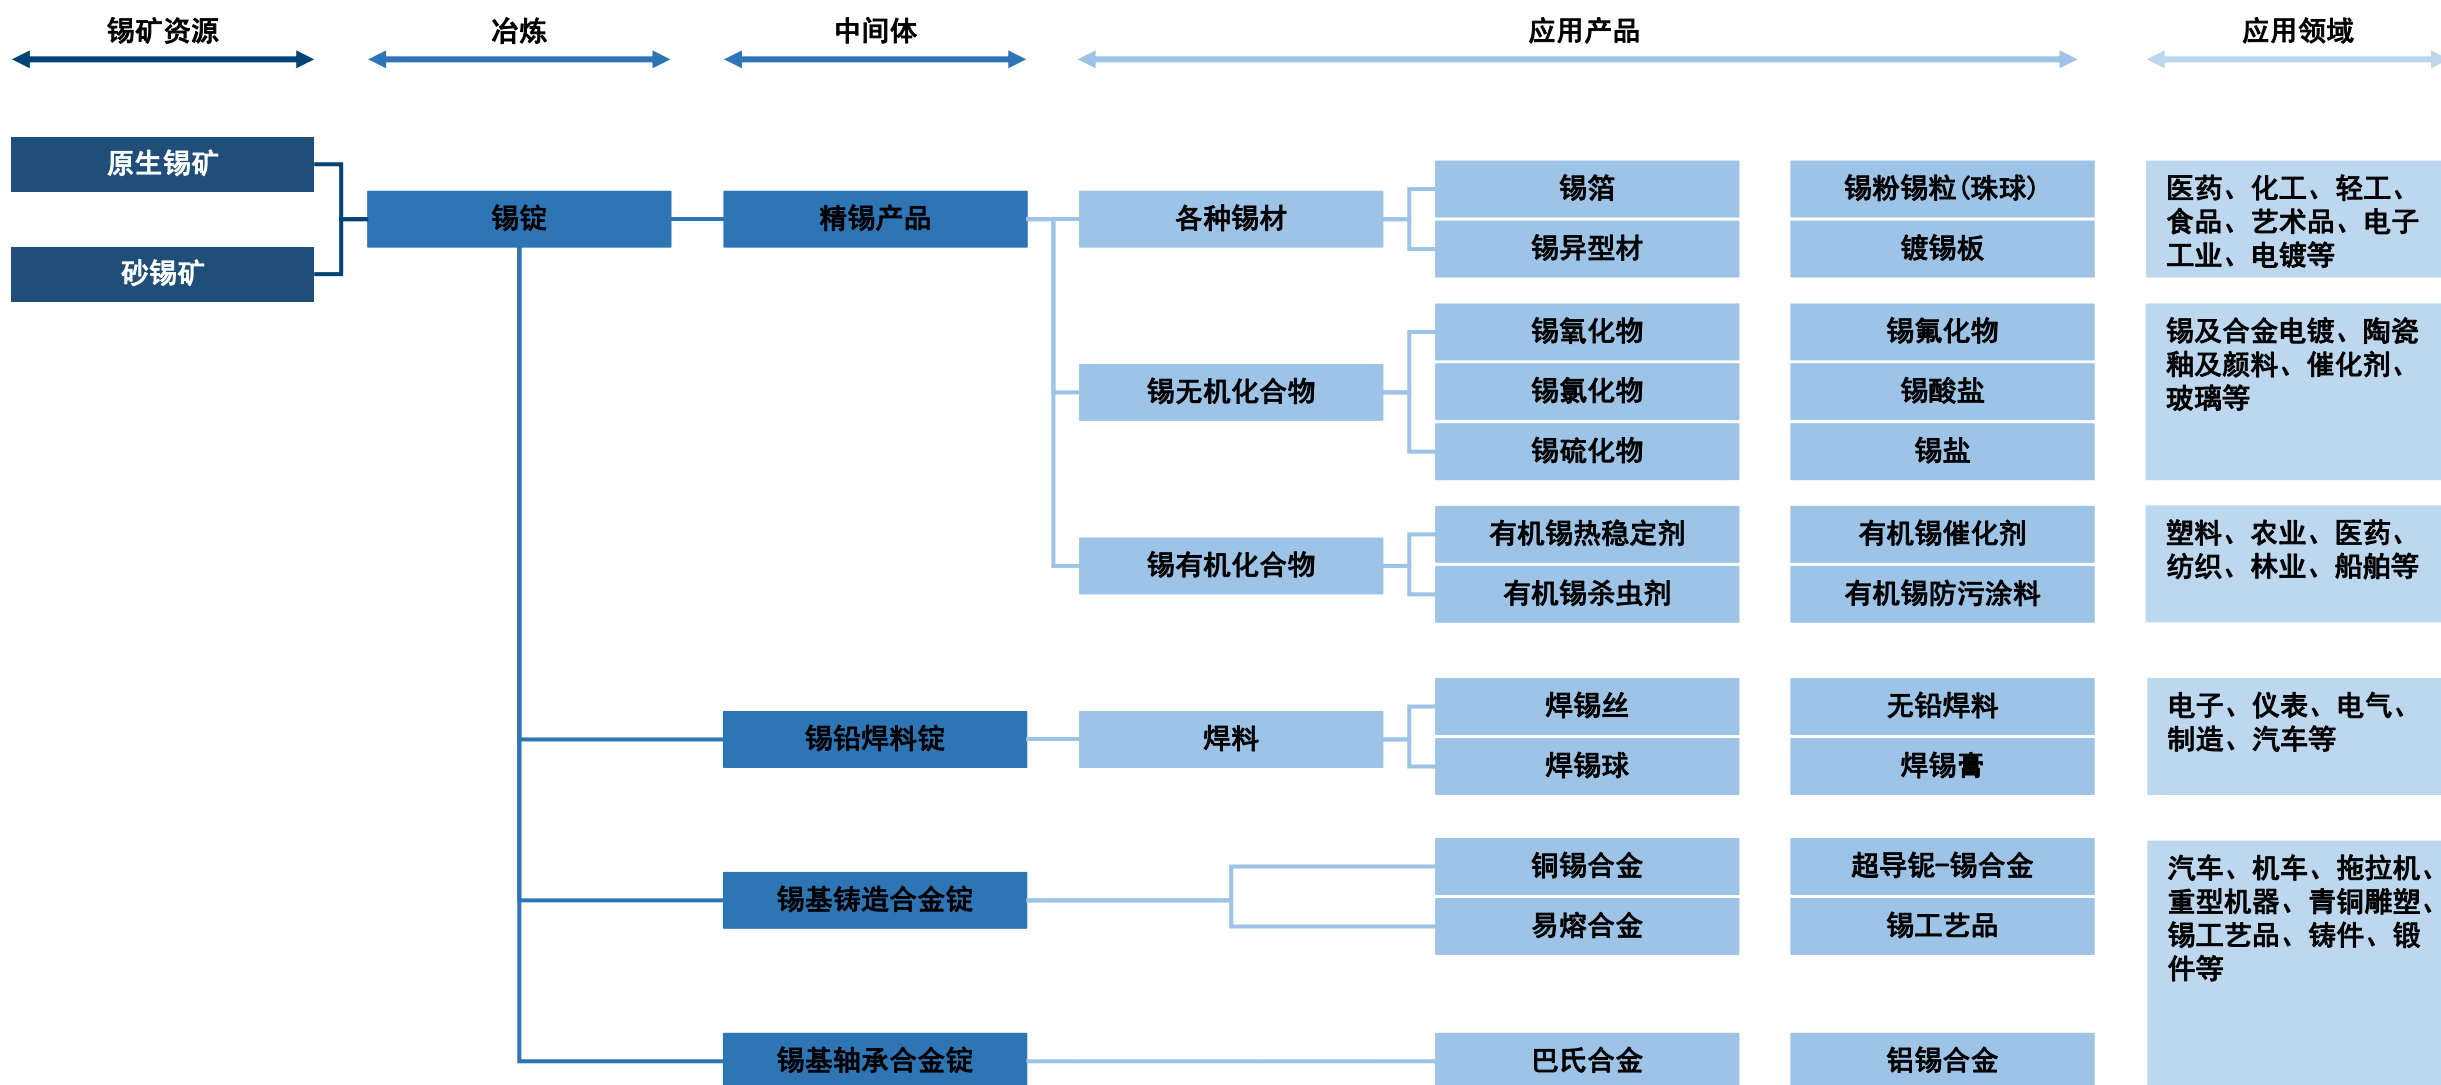 锡矿资源
冶炼
中间体
应用产品
应用领域
原生锡矿
砂锡矿
锡锭
精锡产品
各种锡材
锡箔
锡粉锡粒(珠球)
锡异型材
镀锡板
医药、化工、轻工、
食品、艺术品、电子
工业、电镀等
锡无机化合物
锡氧化物
锡氟化物
锡氯化物
锡酸盐
锡硫化物
锡盐
锡及合金电镀、陶瓷
釉及颜料、催化剂、
玻璃等
锡有机化合物
有机锡热稳定剂
有机锡催化剂
有机锡杀虫剂
有机锡防污涂料
塑料、农业、医药、
纺织、林业、船舶等
锡铅焊料锭
焊料
焊锡丝
无铅焊料
焊锡球
焊锡膏
电子、仪表、电气、
制造、汽车等
锡基铸造合金锭
铜锡合金
超导铌-锡合金
易熔合金
锡工艺品
汽车、机车、拖拉机、
重型机器、青铜雕塑、
锡工艺品、铸件、锻
件等
锡基轴承合金锭
巴氏合金
铝锡合金